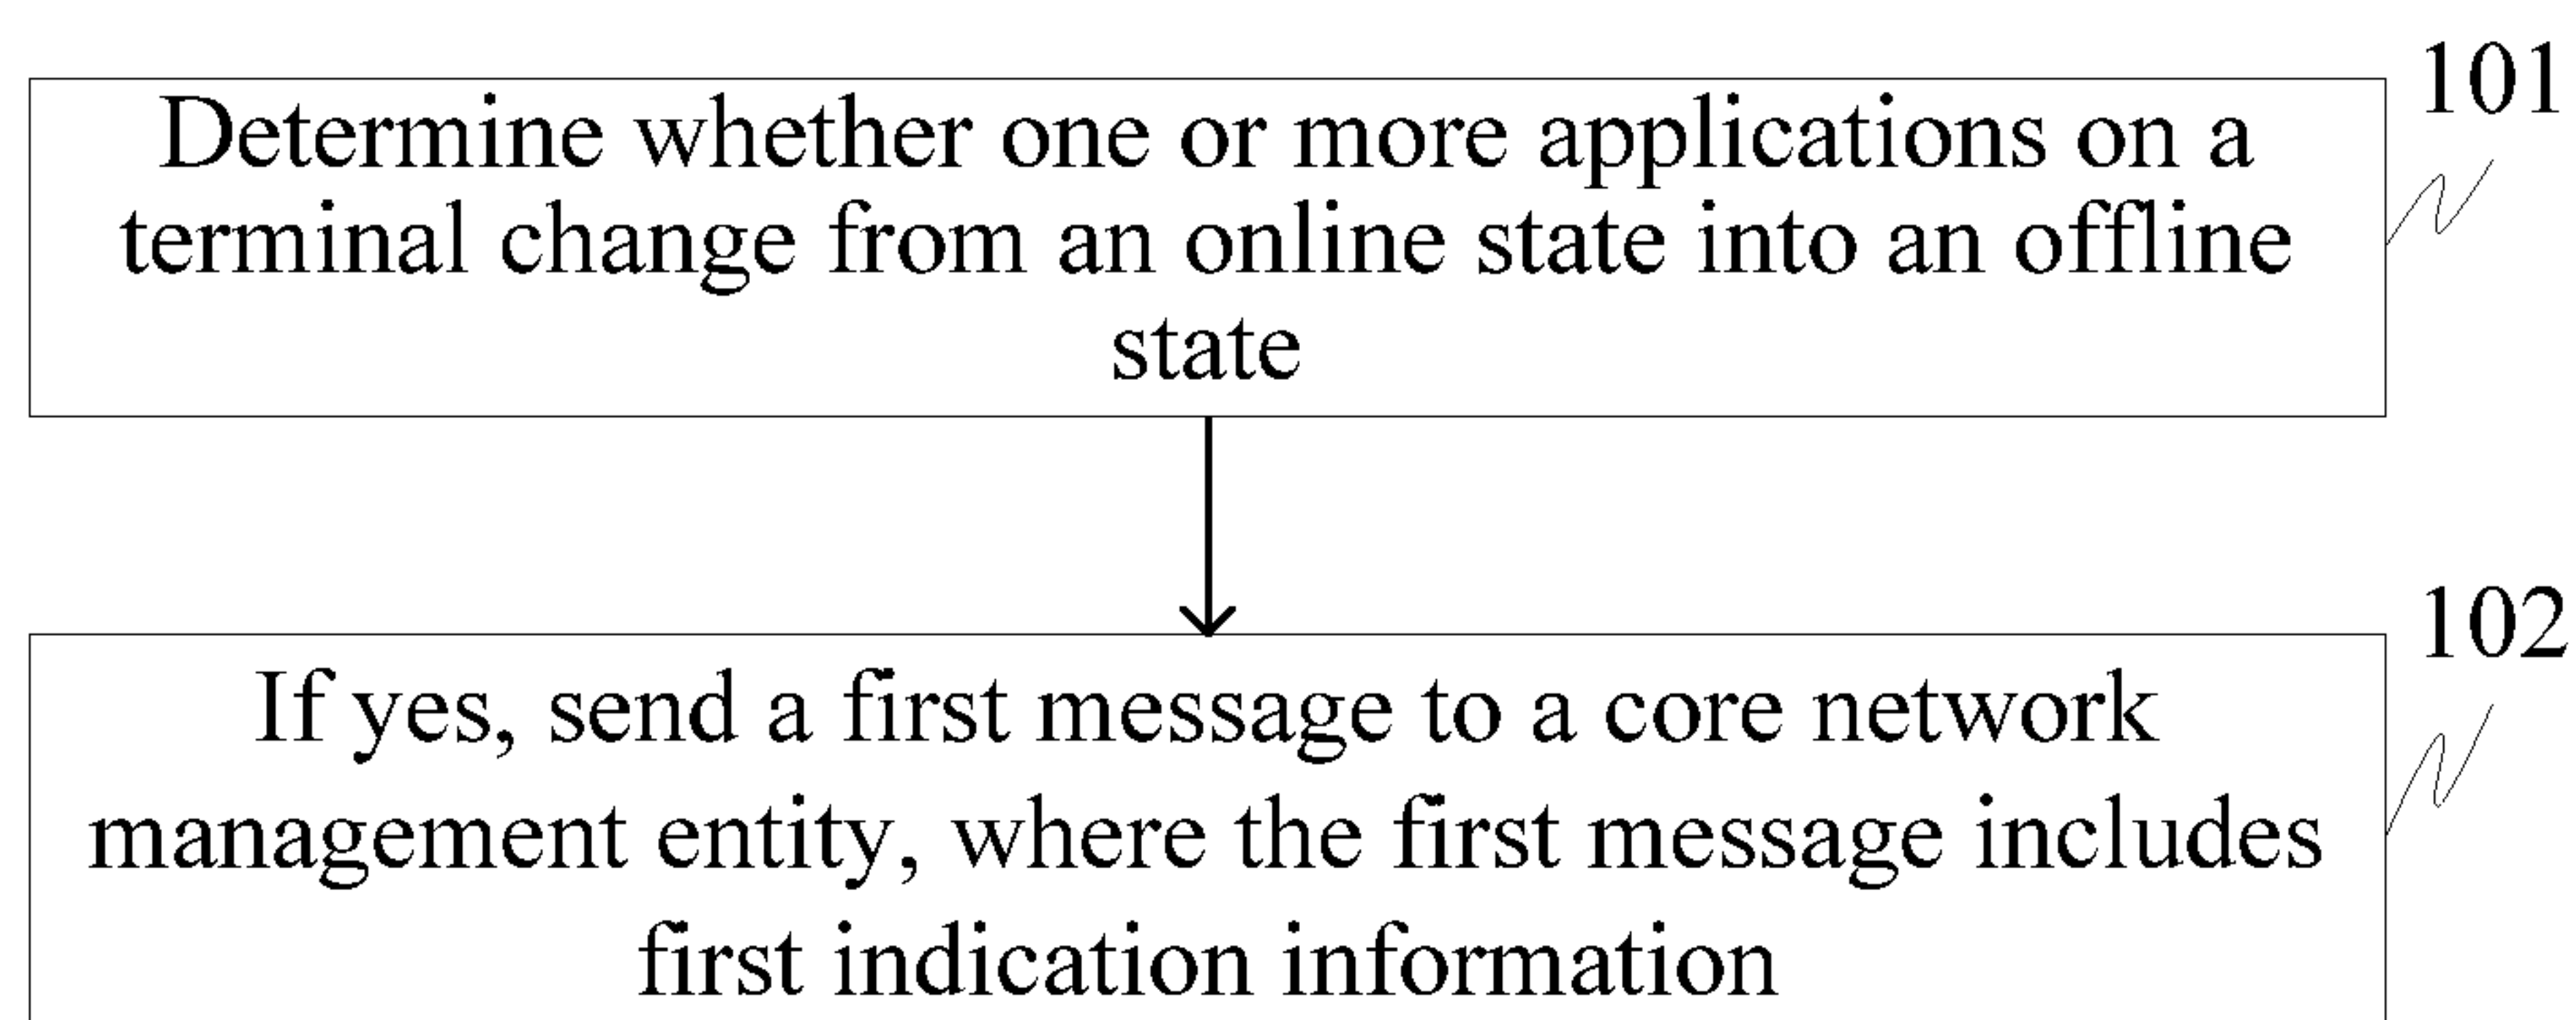 101
Determine whether one or more applications on a
terminal change from an online state into an offline
state
102
If yes, send a first message to a core network
management entity, where the first message includes
first indication information